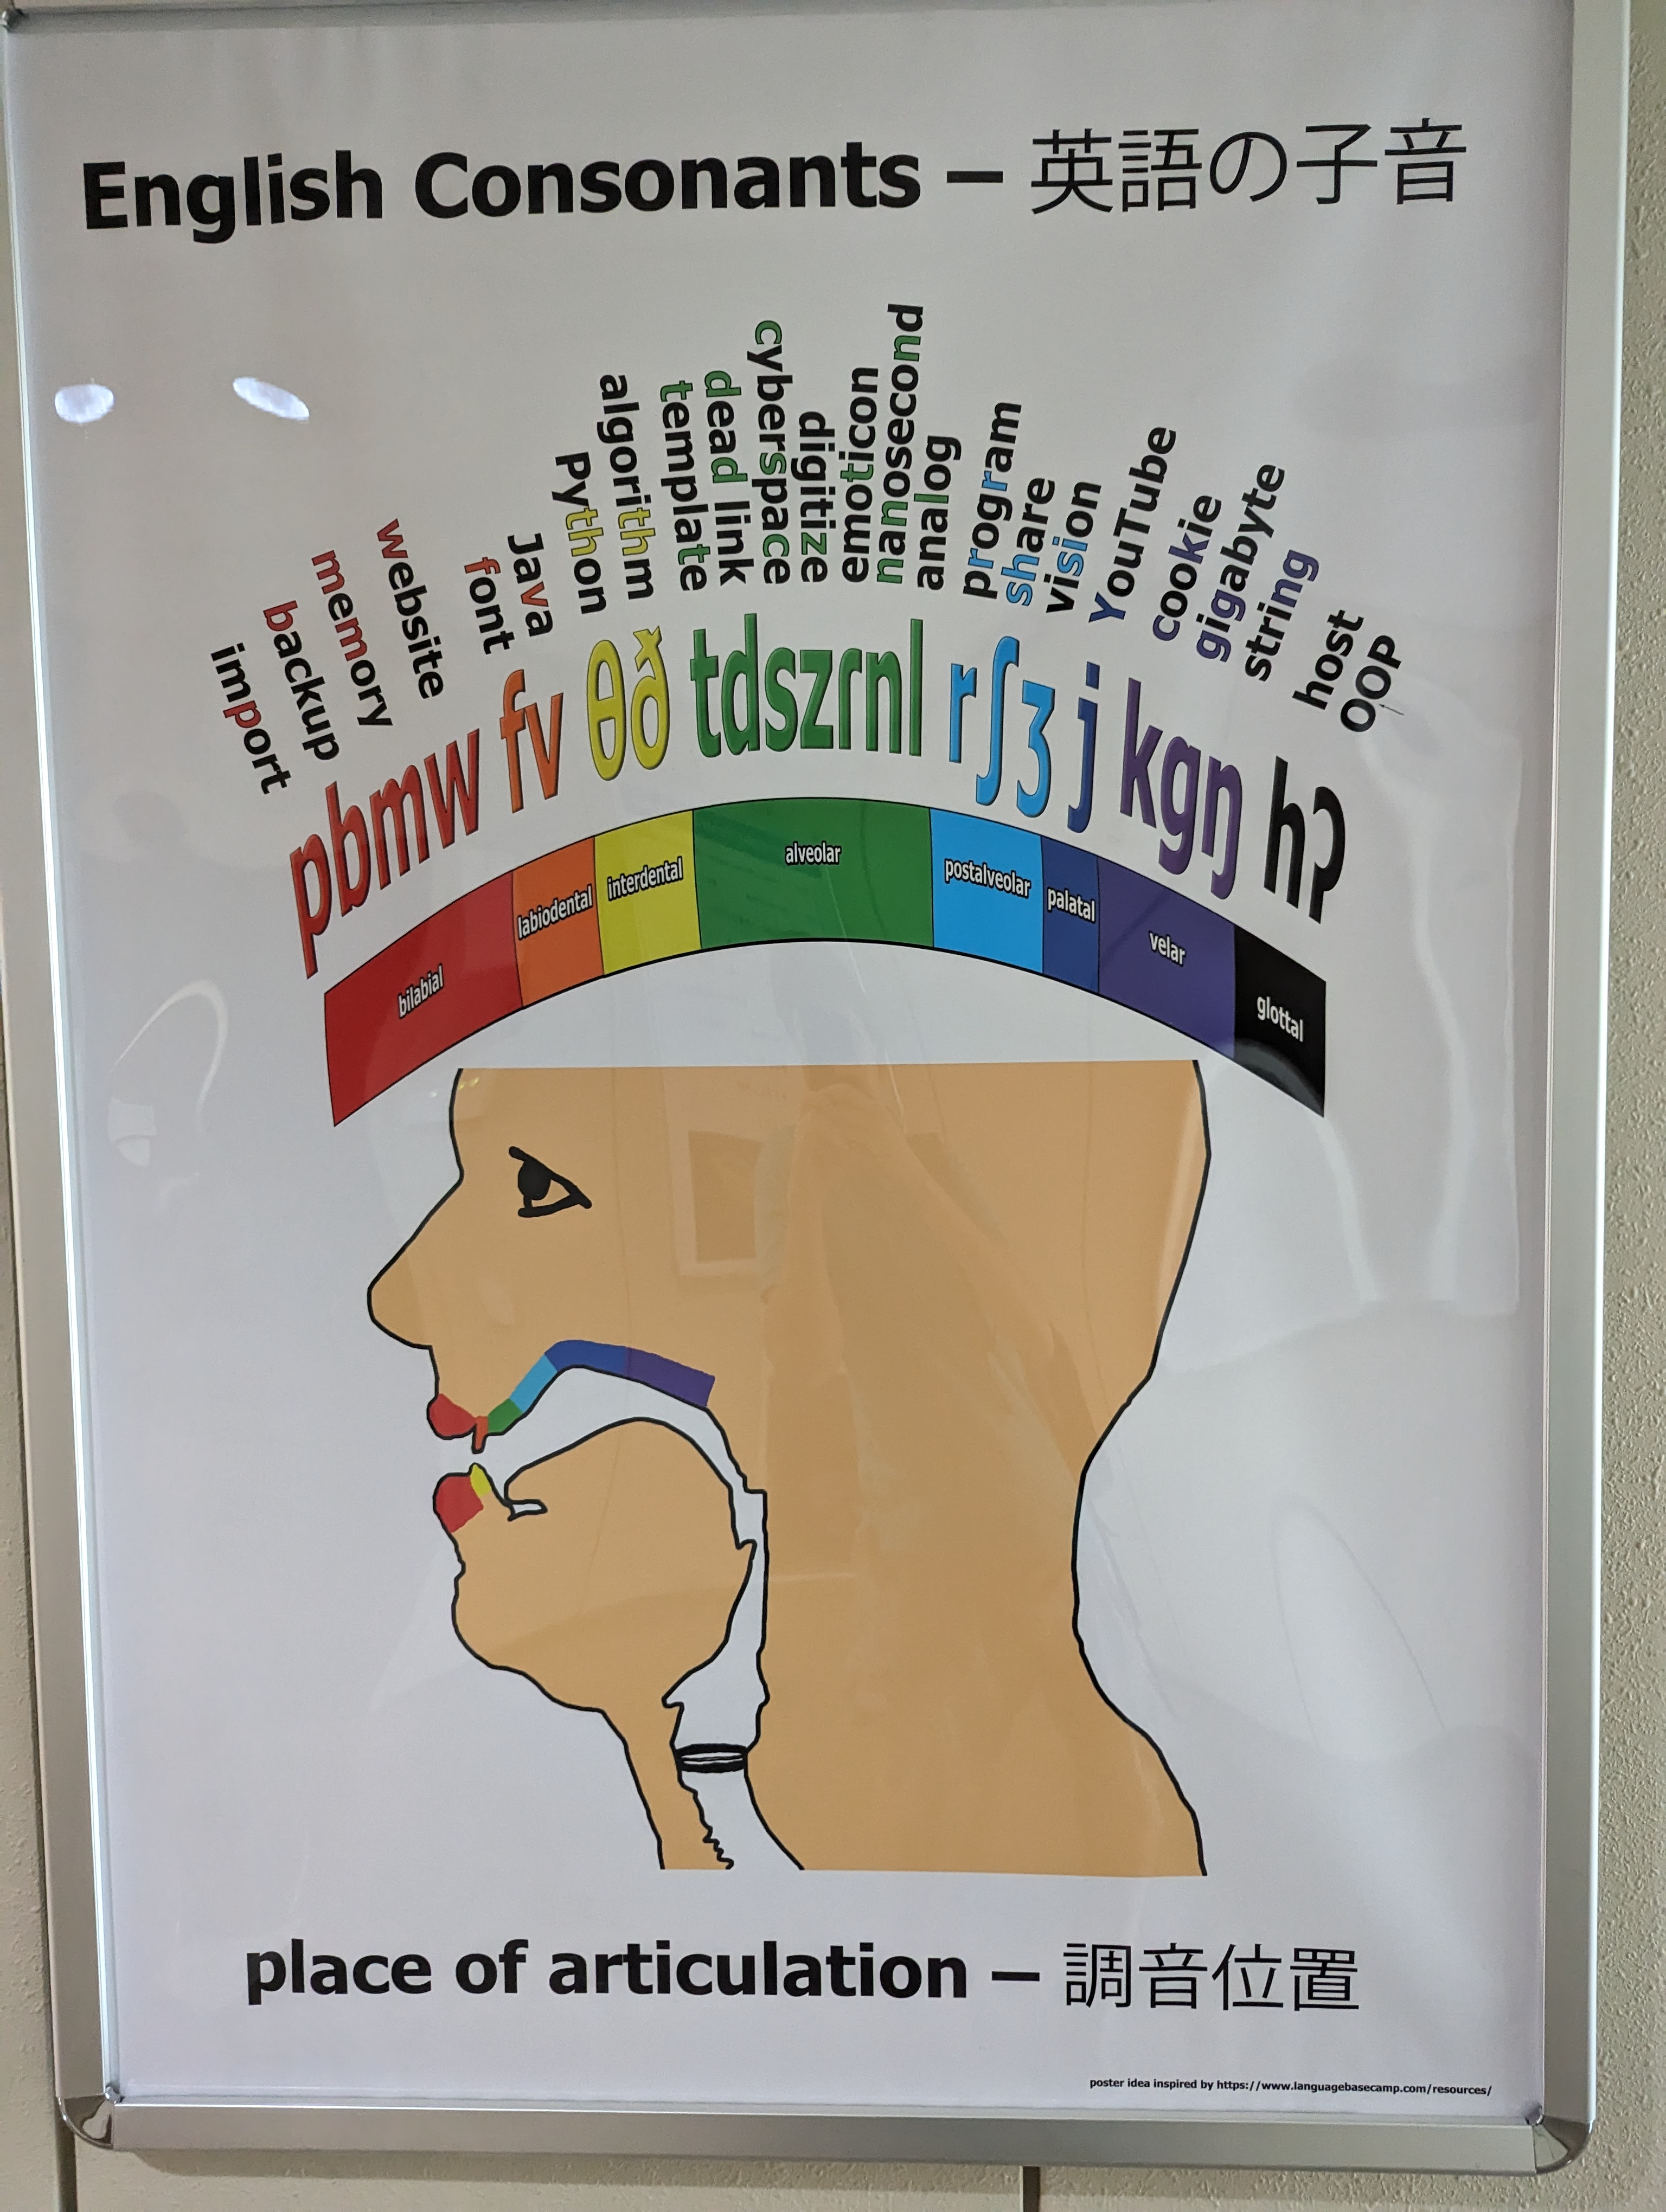 English Consonants – 英語の子音
import
backup
memory
website
font
Java
Python
algorithm
template
dead link
cyberspace
digitize
emoticon
nanosecond
analog
program
share
vision
YouTube
cookie
gigabyte
string
host
OOP
pbmw fv θð tdszɾnl rʃʒ j kgŋ hʔ
bilabial
labiodental
interdental
alveolar
postalveolar
palatal
velar
glottal
place of articulation – 調音位置
poster idea inspired by https://www.languagebasecamp.com/resources/